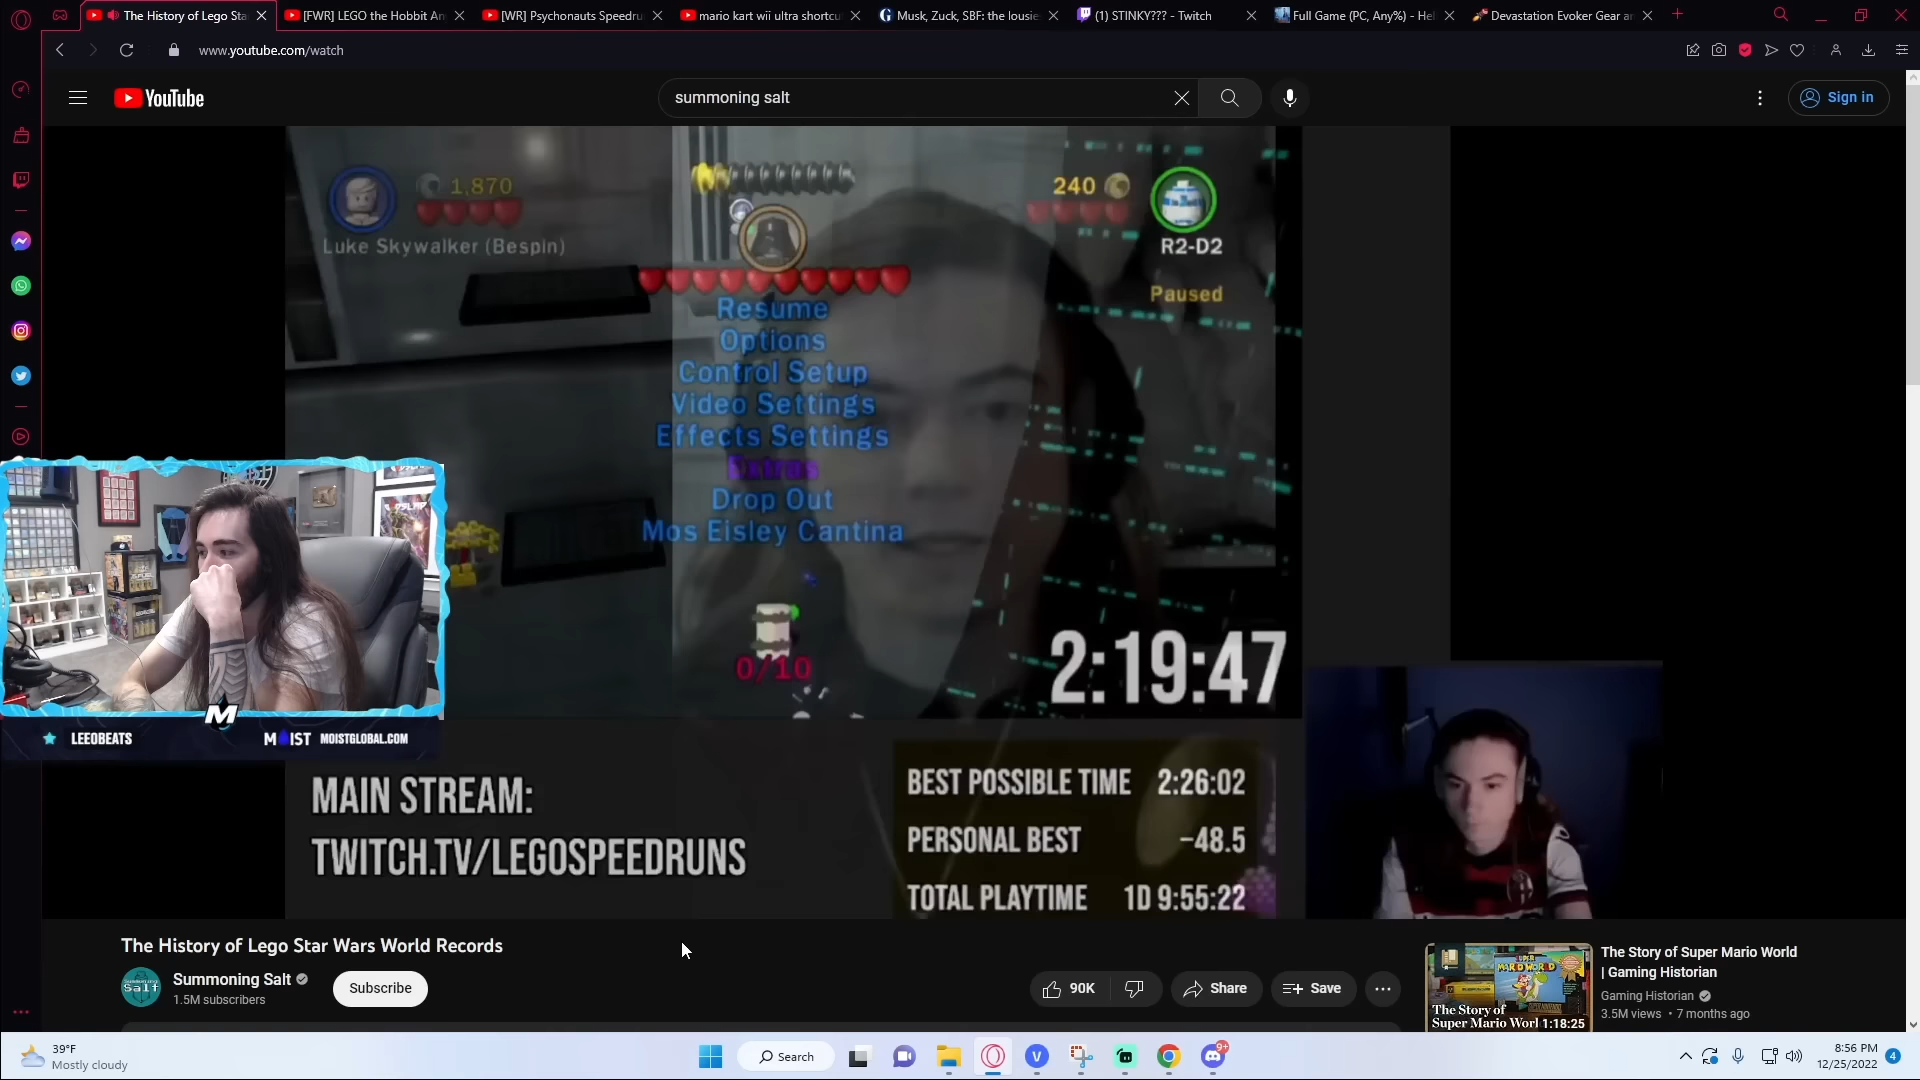 The History of Lego Sta
[FWR] LEGO the Hobbit An
[WR] Psychonauts Speedru
mario kart wii ultra shortcu
Musk, Zuck, SBF: the lousie
(1) STINKY??? - Twitch
Full Game (PC, Any%) - Hel
Devastation Evoker Gear a
www.youtube.com/watch
YouTube
summoning salt
Sign in
1,870
240
Luke Skywalker (Bespin)
R2-D2
Paused
Resume
Options
Control Setup
Video Settings
Effects Settings
Extras
Drop Out
Mos Eisley Cantina
0/10
2:19:47
LEEOBEATS
MOIST
MOISTGLOBAL.COM
MAIN STREAM:
TWITCH.TV/LEGOSPEEDRUNS
BEST POSSIBLE TIME 2:26:02
PERSONAL BEST -48.5
TOTAL PLAYTIME 1D 9:55:22
The History of Lego Star Wars World Records
Summoning Salt
1.5M subscribers
Subscribe
90K
Share
Save
The Story of Super Mario World
| Gaming Historian
Gaming Historian
3.5M views • 7 months ago
SUPER
MARIO WORLD
The Story of
Super Mario Worl
1:18:25
39°F
Mostly cloudy
Search
9+
8:56 PM
12/25/2022
4